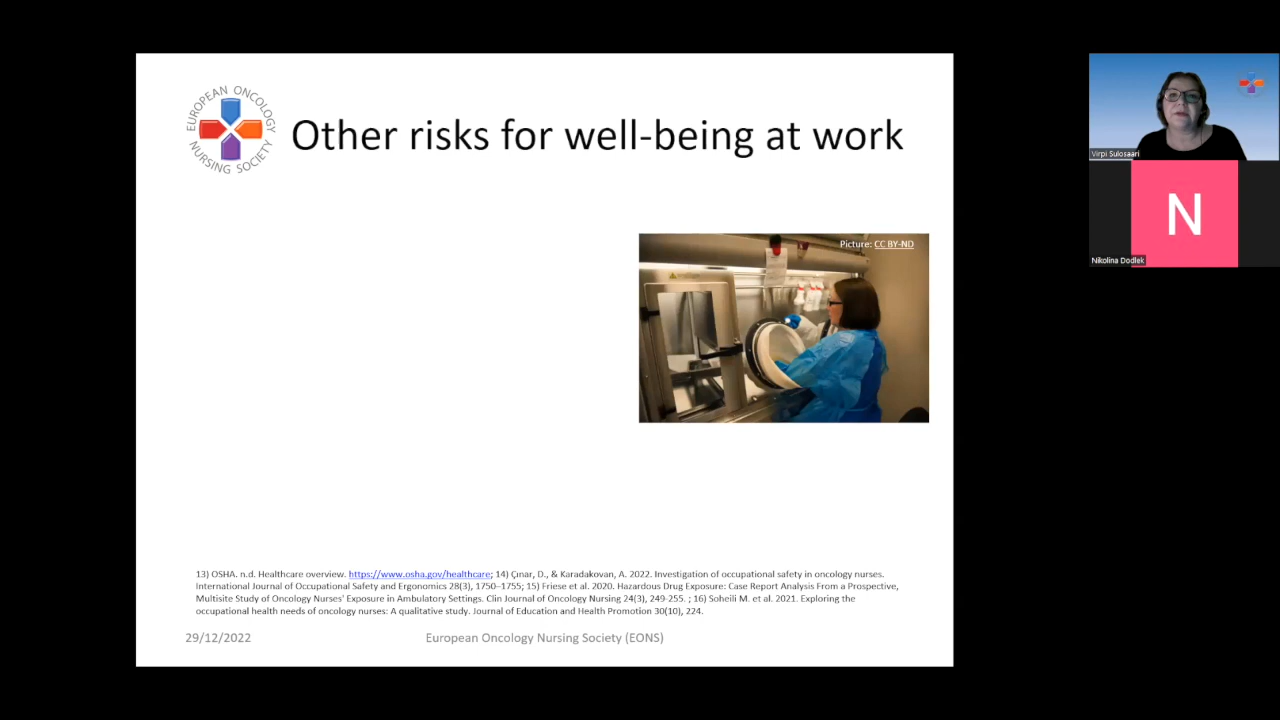 EUROPEAN ONCOLOGY
NURSING SOCIETY
Other risks for well-being at work
Picture: CC BY-ND
13) OSHA. n.d. Healthcare overview. https://www.osha.gov/healthcare; 14) Çınar, D., & Karadakovan, A. 2022. Investigation of occupational safety in oncology nurses.
International Journal of Occupational Safety and Ergonomics 28(3), 1750–1755; 15) Friese et al. 2020. Hazardous Drug Exposure: Case Report Analysis From a Prospective,
Multisite Study of Oncology Nurses' Exposure in Ambulatory Settings. Clin Journal of Oncology Nursing 24(3), 249-255. ; 16) Soheili M. et al. 2021. Exploring the
occupational health needs of oncology nurses: A qualitative study. Journal of Education and Health Promotion 30(10), 224.
29/12/2022
European Oncology Nursing Society (EONS)
Virpi Sulosaari
N
Nikolina Dodlek